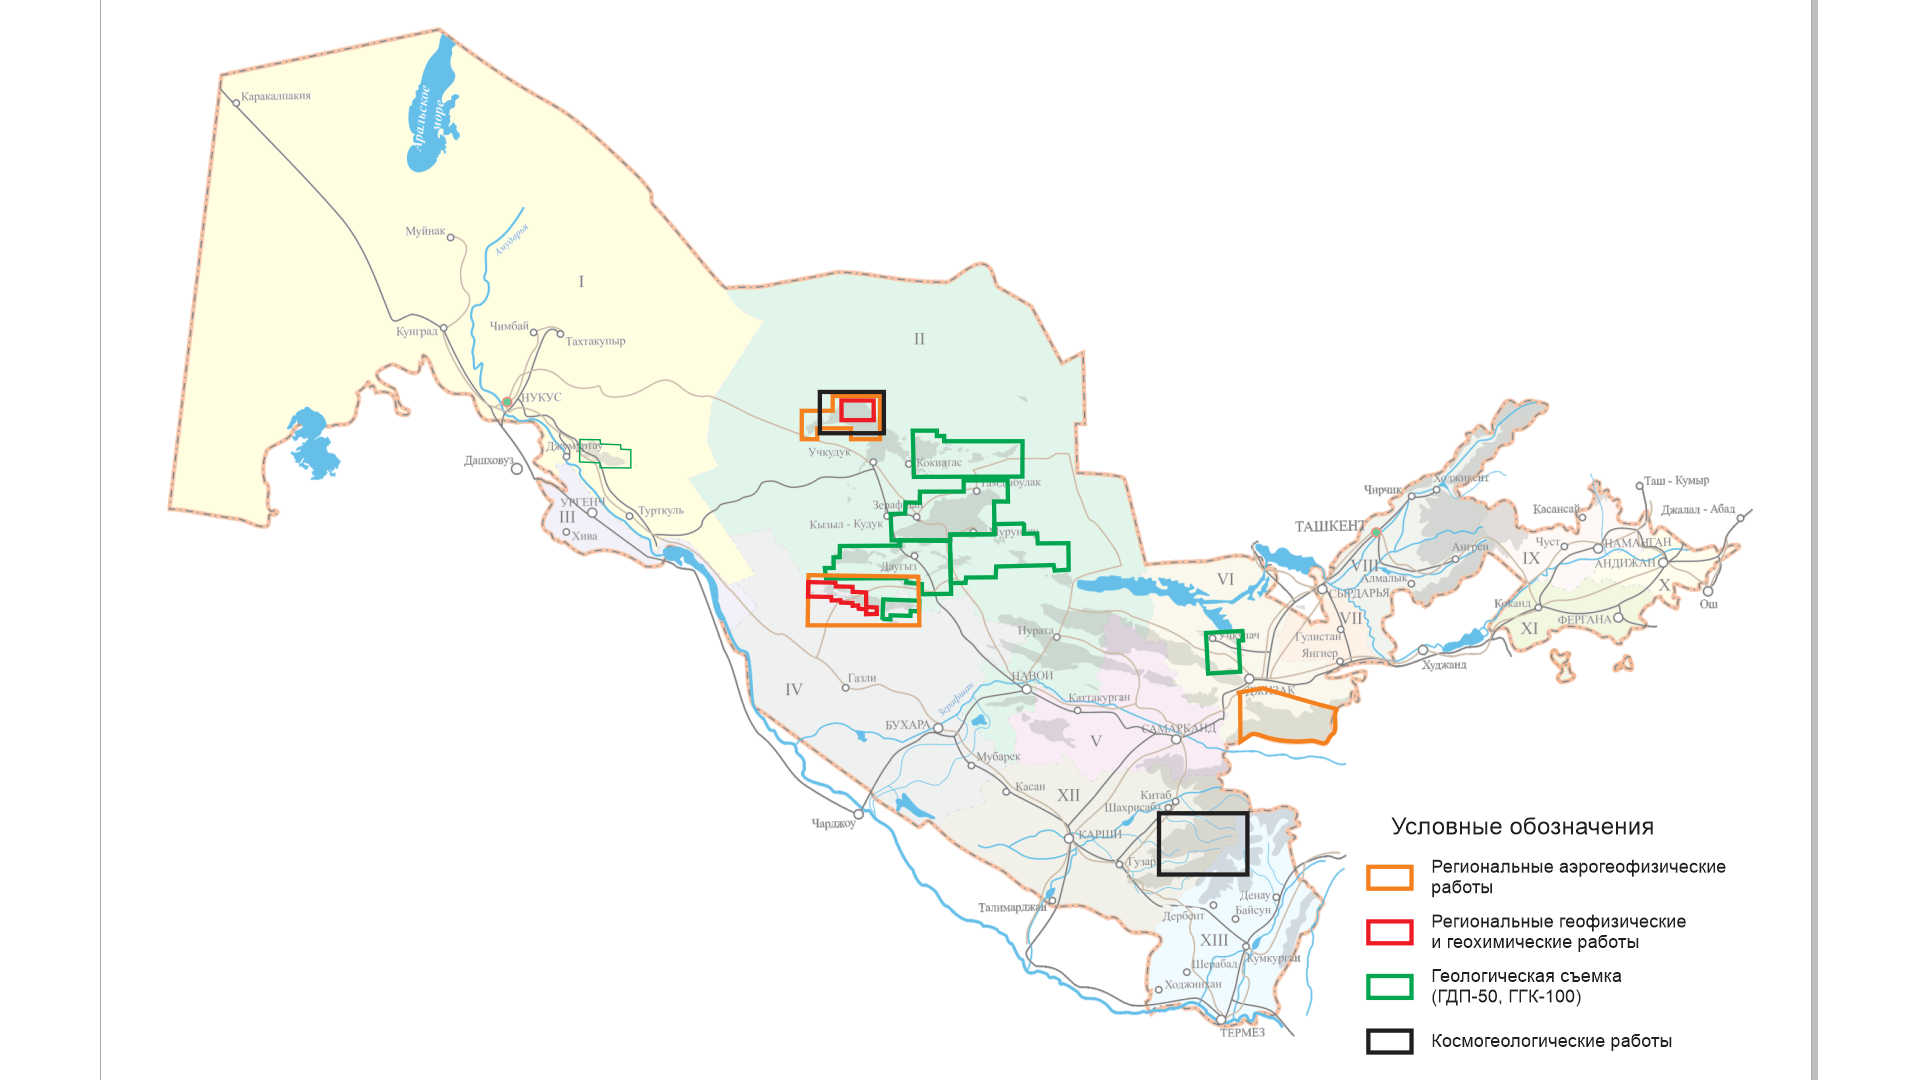 Каракалпакия
Аральское
море
Муйнак
Амударья
I
Чимбай
Кунград
Тахтакупыр
II
НУКУС
Джумуртау
Дашховуз
УРГЕНЧ
III
Турткуль
Хива
Учкудук
Кокпатас
Тамдыбулак
Кызыл - Кудук
Даугыз
Ходжикент
Чирчик
Таш - Кумыр
Касансай
Джалал - Абад
ТАШКЕНТ
Ангрен
Чуст
НАМАНГАН
IX
VIII
АНДИЖАН
VI
Алмалык
X
СЫРДАРЬЯ
Коканд
Ош
VII
ФЕРГАНА
XI
Гулистан
Нурата
Янгиер
Худжанд
НАВОИ
Газли
IV
ДЖИЗАК
Зерафшан
Каттакурган
БУХАРА
САМАРКАНД
V
Мубарек
Касан
XII
Китаб
Шахрисабз
Чарджоу
КАРШИ
Гузар
Денау
Талимарджан
Байсун
Дербент
XIII
Кумкурган
Шерабад
Ходжинхан
ТЕРМЕЗ
Условные обозначения
Региональные аэрогеофизические
работы
Региональные геофизические
и геохимические работы
Геологическая съемка
(ГДП-50, ГГК-100)
Космогеологические работы